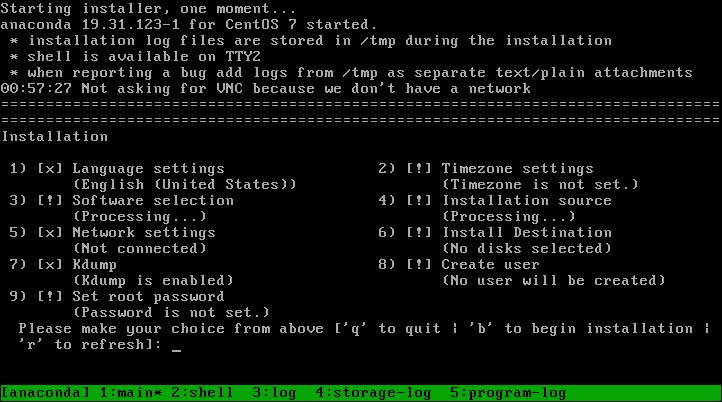 Starting installer, one moment...
anaconda 19.31.123-1 for CentOS 7 started.
 * installation log files are stored in /tmp during the installation
 * shell is available on TTY2
 * when reporting a bug add logs from /tmp as separate text/plain attachments
00:57:27 Not asking for VNC because we don't have a network
================================================================================
================================================================================
Installation
 1) [x] Language settings                 2) [!] Timezone settings
        (English (United States))                (Timezone is not set.)
 3) [!] Software selection                4) [!] Installation source
        (Processing...)                          (Processing...)
 5) [x] Network settings                  6) [!] Install Destination
        (Not connected)                          (No disks selected)
 7) [x] Kdump                             8) [!] Create user
        (Kdump is enabled)                       (No user will be created)
 9) [!] Set root password
        (Password is not set.)
  Please make your choice from above ['q' to quit | 'b' to begin installation |
  'r' to refresh]: _
[anaconda] 1:main* 2:shell  3:log  4:storage-log  5:program-log